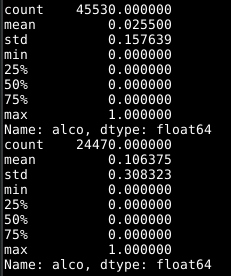 count    45530.000000
mean         0.025500
std          0.157639
min          0.000000
25%          0.000000
50%          0.000000
75%          0.000000
max          1.000000
Name: alco, dtype: float64
count    24470.000000
mean         0.106375
std          0.308323
min          0.000000
25%          0.000000
50%          0.000000
75%          0.000000
max          1.000000
Name: alco, dtype: float64